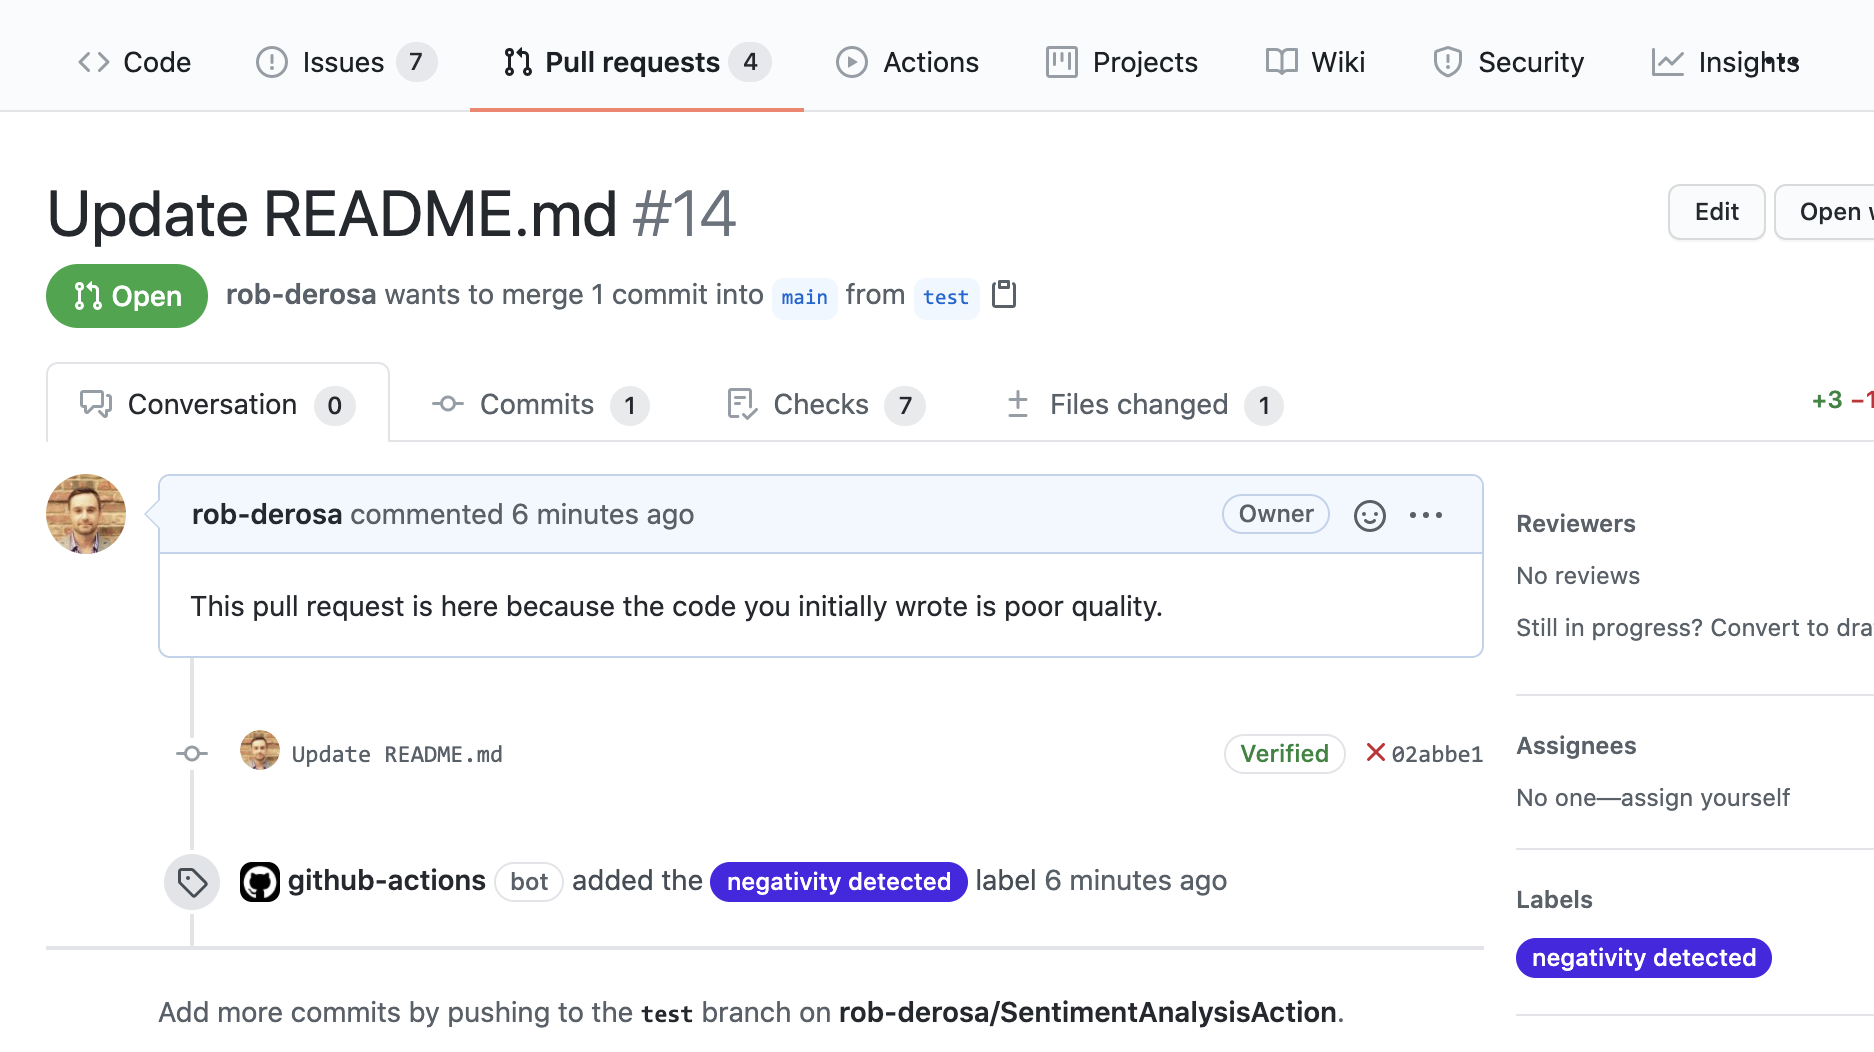 Code Issues 7 Pull requests 4 Actions Projects Wiki Security Insights
Update README.md #14
Edit Open
Open rob-derosa wants to merge 1 commit into main from test
Conversation 0 Commits 1 Checks 7 Files changed 1 +3 −1
rob-derosa commented 6 minutes ago Owner
This pull request is here because the code you initially wrote is poor quality.
Update README.md Verified 02abbe1
github-actions bot added the negativity detected label 6 minutes ago
Add more commits by pushing to the test branch on rob-derosa/SentimentAnalysisAction.
Reviewers
No reviews
Still in progress? Convert to dra
Assignees
No one—assign yourself
Labels
negativity detected